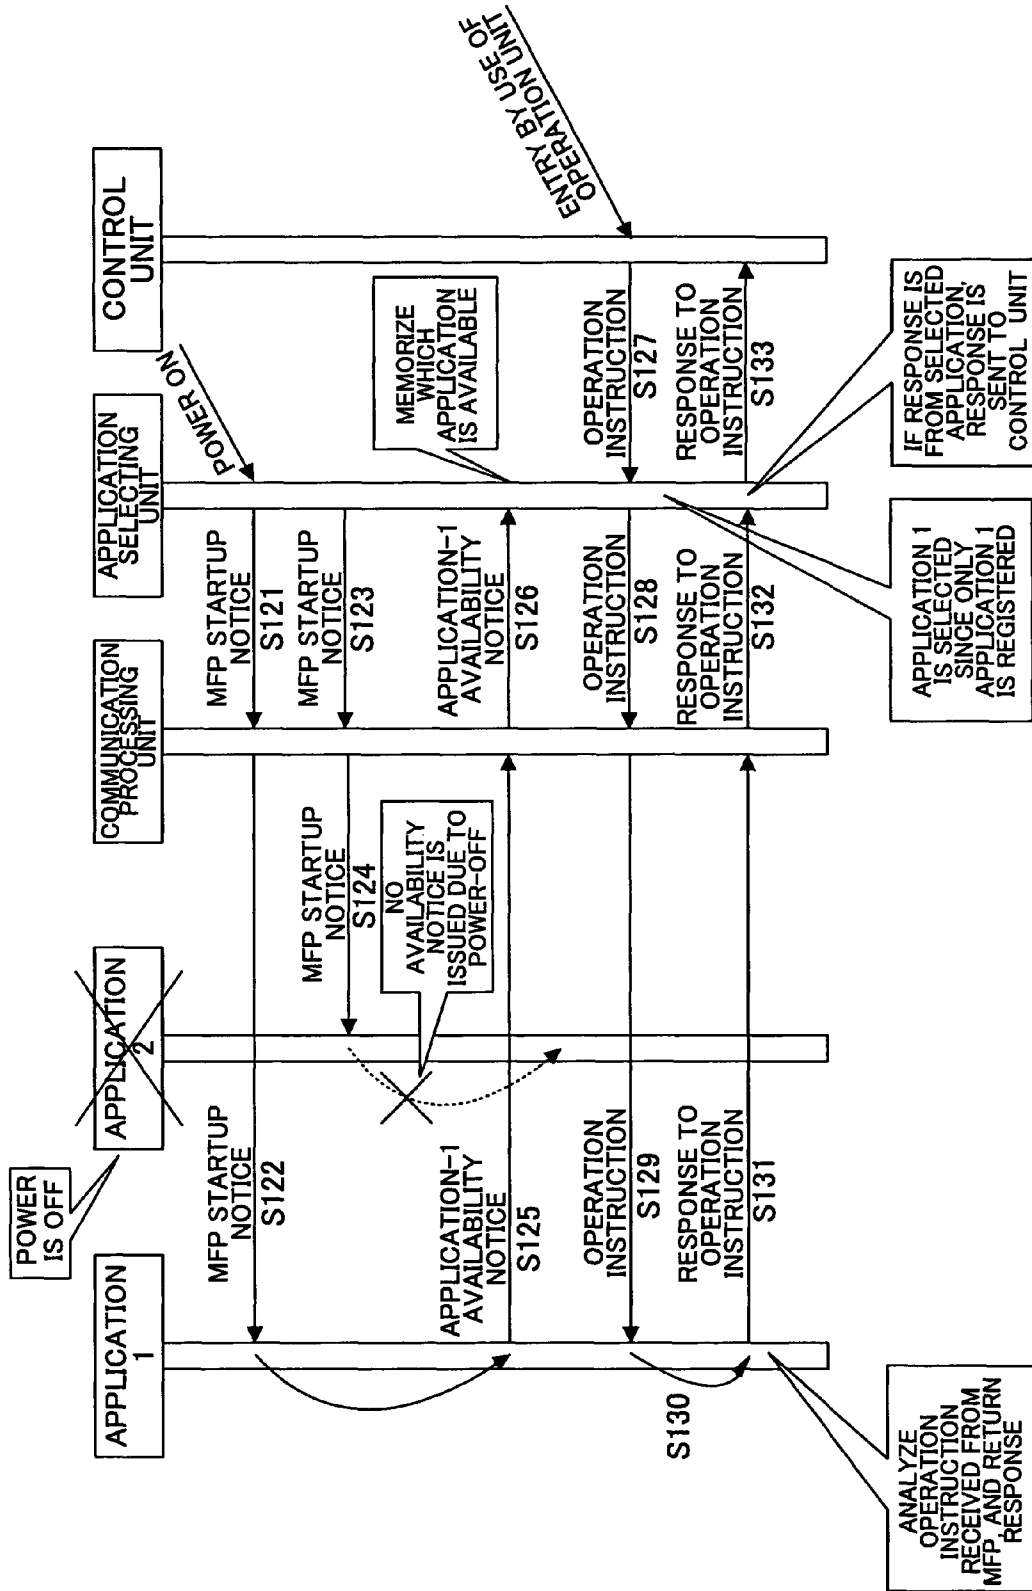 POWER
IS OFF
APPLICATION
1
APPLICATION
2
COMMUNICATION
PROCESSING
UNIT
APPLICATION
SELECTING
UNIT
CONTROL
UNIT
POWER ON
MFP STARTUP
NOTICE
S122
MFP STARTUP
NOTICE
S121
MFP STARTUP
NOTICE
S124
MFP STARTUP
NOTICE
S123
NO
AVAILABILITY
NOTICE IS
ISSUED DUE TO
POWER-OFF
MEMORIZE
WHICH
APPLICATION
IS AVAILABLE
APPLICATION-1
AVAILABILITY
NOTICE
S125
APPLICATION-1
AVAILABILITY
NOTICE
S126
ENTRY BY USE OF
OPERATION UNIT
OPERATION
INSTRUCTION
S129
OPERATION
INSTRUCTION
S128
OPERATION
INSTRUCTION
S127
S130
RESPONSE TO
OPERATION
INSTRUCTION
S131
RESPONSE TO
OPERATION
INSTRUCTION
S132
RESPONSE TO
OPERATION
INSTRUCTION
S133
ANALYZE
OPERATION
INSTRUCTION
RECEIVED FROM
MFP, AND RETURN
RESPONSE
APPLICATION 1
IS SELECTED
SINCE ONLY
APPLICATION 1
IS REGISTERED
IF RESPONSE IS
FROM SELECTED
APPLICATION,
RESPONSE IS
SENT TO
CONTROL UNIT